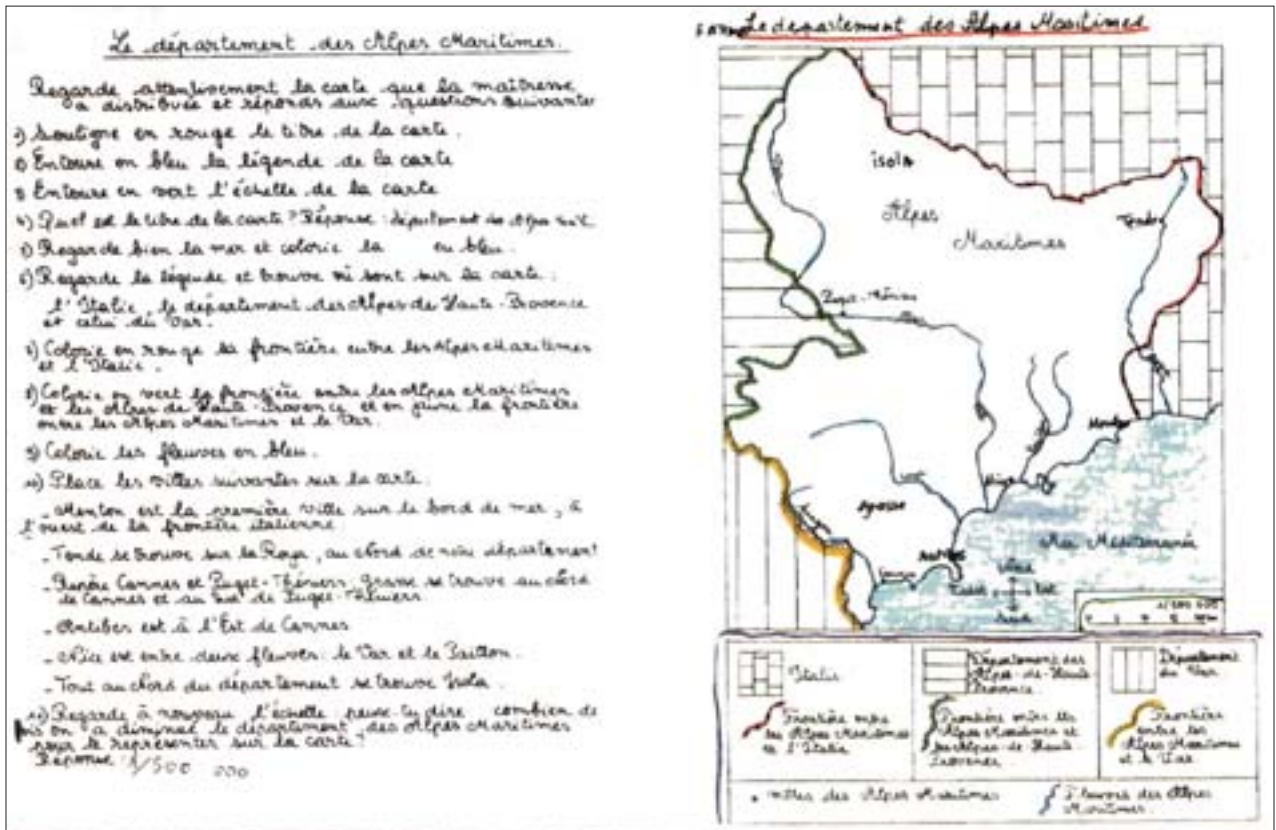 Le département des Alpes Maritimes.
Regarde attentivement la carte que la maîtresse
a distribuée et réponds aux questions suivantes
1) Souligne en rouge le titre de la carte.
2) Entoure en bleu la légende de la carte
3) Entoure en vert l'échelle de la carte
4) Quel est le titre de la carte ? Réponse : département des Alpes
5) Regarde bien la mer et colorie la en bleu.
6) Regarde la légende et trouve où sont sur la carte :
l'Italie, le département des Alpes de Haute-Provence
et celui du Var.
7) Colorie en rouge la frontière entre les Alpes Maritimes
et l'Italie.
8) Colorie en vert la frontière entre les Alpes Maritimes
et les Alpes de Haute-Provence et en jaune la frontière
entre les Alpes Maritimes et le Var.
9) Colorie les fleuves en bleu.
10) Place les villes suivantes sur la carte.
- Menton est la première ville sur le bord de mer, à
l'ouest de la frontière italienne
- Tende se trouve sur la Roya, au Nord de département
- Repère Cannes et Puget-Théniers. Grasse se trouve au Nord
de Cannes et au Sud de Puget-Théniers.
- Antibes est à l'Est de Cannes
- Nice est entre deux fleuves : le Var et le Paillon.
- Tout au Nord du département se trouve Isola.
11) Regarde à nouveau l'échelle peux-tu dire combien de
fois on a diminué le département des Alpes Maritimes
pour le représenter sur la carte ?
Réponse : 1/500 000
Le departement des Alpes Maritimes
isola
Alpes
Maritimes
Tende
Puget-Théniers
Var
Roya
Menton
Nice
Loup
grasse
Antibes
Cannes
Mer Méditerranée
Nord
Ouest
Est
Sud
1/500 000
Italie
Département des
Alpes-de-Haute
Provence
Département
du Var
Frontière entre
les Alpes Maritimes
et l'Italie
Frontière entre les
Alpes Maritimes et
les Alpes-de-Haute
Provence
Frontière
entre les
Alpes Maritimes
et le Var
villes des Alpes Maritimes
Fleuves des Alpes
Maritimes